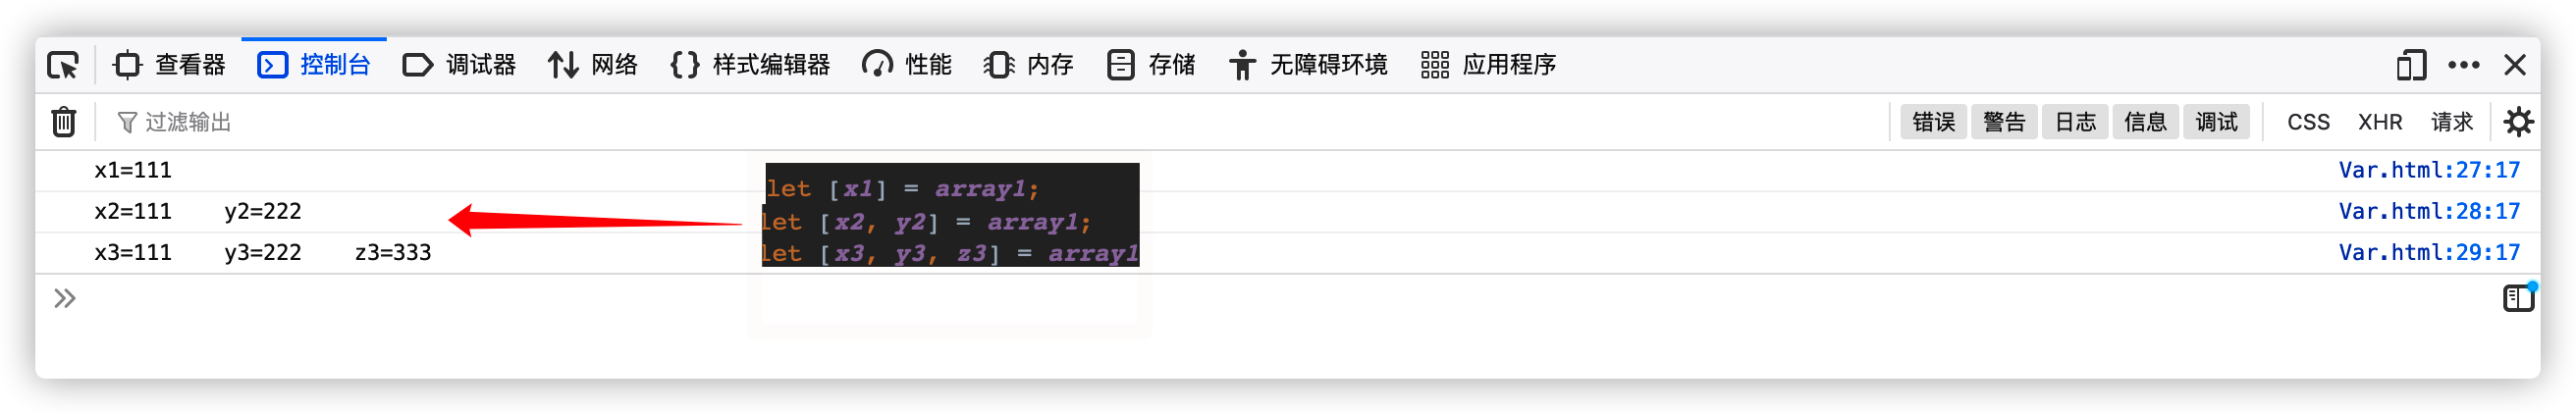 查看器 控制台 调试器 网络 {} 样式编辑器 性能 内存 存储 无障碍环境 应用程序
过滤输出 错误 警告 日志 信息 调试 CSS XHR 请求
x1=111 Var.html:27:17
x2=111 y2=222 Var.html:28:17
x3=111 y3=222 z3=333 Var.html:29:17
let [x1] = array1;
let [x2, y2] = array1;
let [x3, y3, z3] = array1